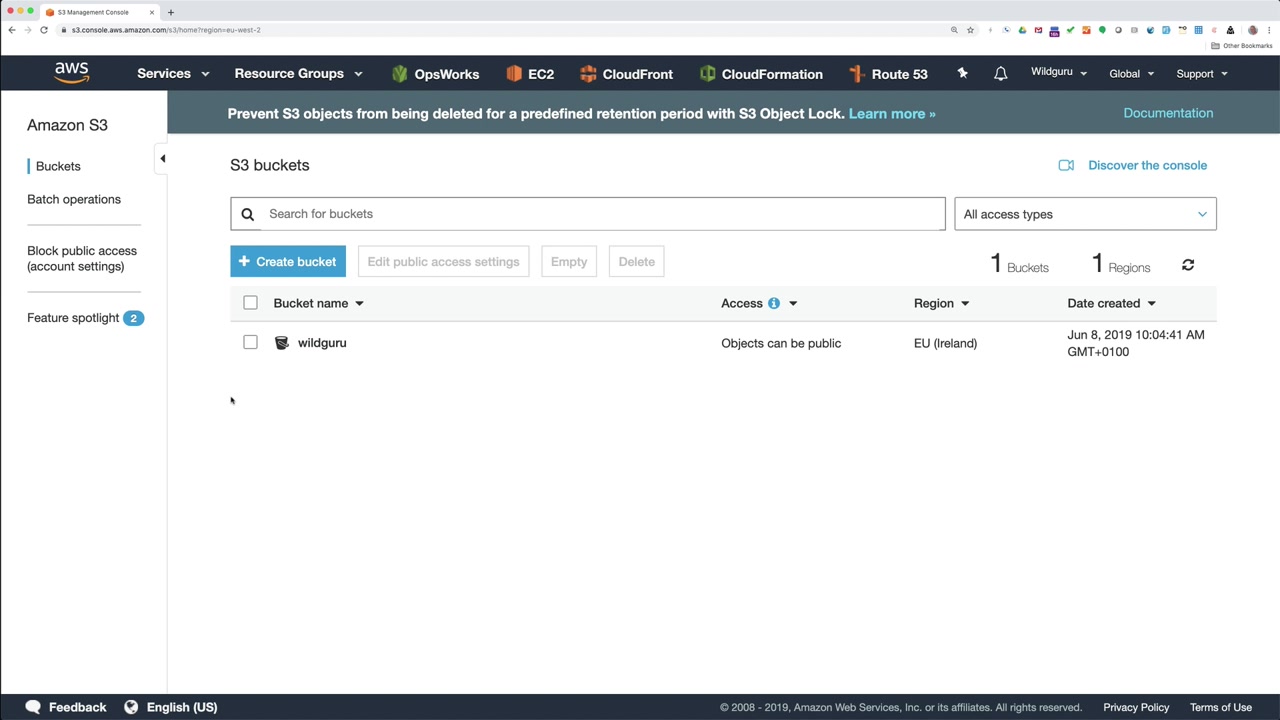 S3 Management Console
s3.console.aws.amazon.com/s3/home?region=eu-west-2
Other Bookmarks
aws
Services
Resource Groups
OpsWorks
EC2
CloudFront
CloudFormation
Route 53
Wildguru
Global
Support
Amazon S3
Buckets
Batch operations
Block public access
(account settings)
Feature spotlight 2
Prevent S3 objects from being deleted for a predefined retention period with S3 Object Lock. Learn more »
Documentation
S3 buckets
Discover the console
Search for buckets
All access types
+ Create bucket
Edit public access settings
Empty
Delete
1 Buckets
1 Regions
Bucket name
Access
Region
Date created
wildguru
Objects can be public
EU (Ireland)
Jun 8, 2019 10:04:41 AM
GMT+0100
Feedback
English (US)
© 2008 - 2019, Amazon Web Services, Inc. or its affiliates. All rights reserved.
Privacy Policy
Terms of Use